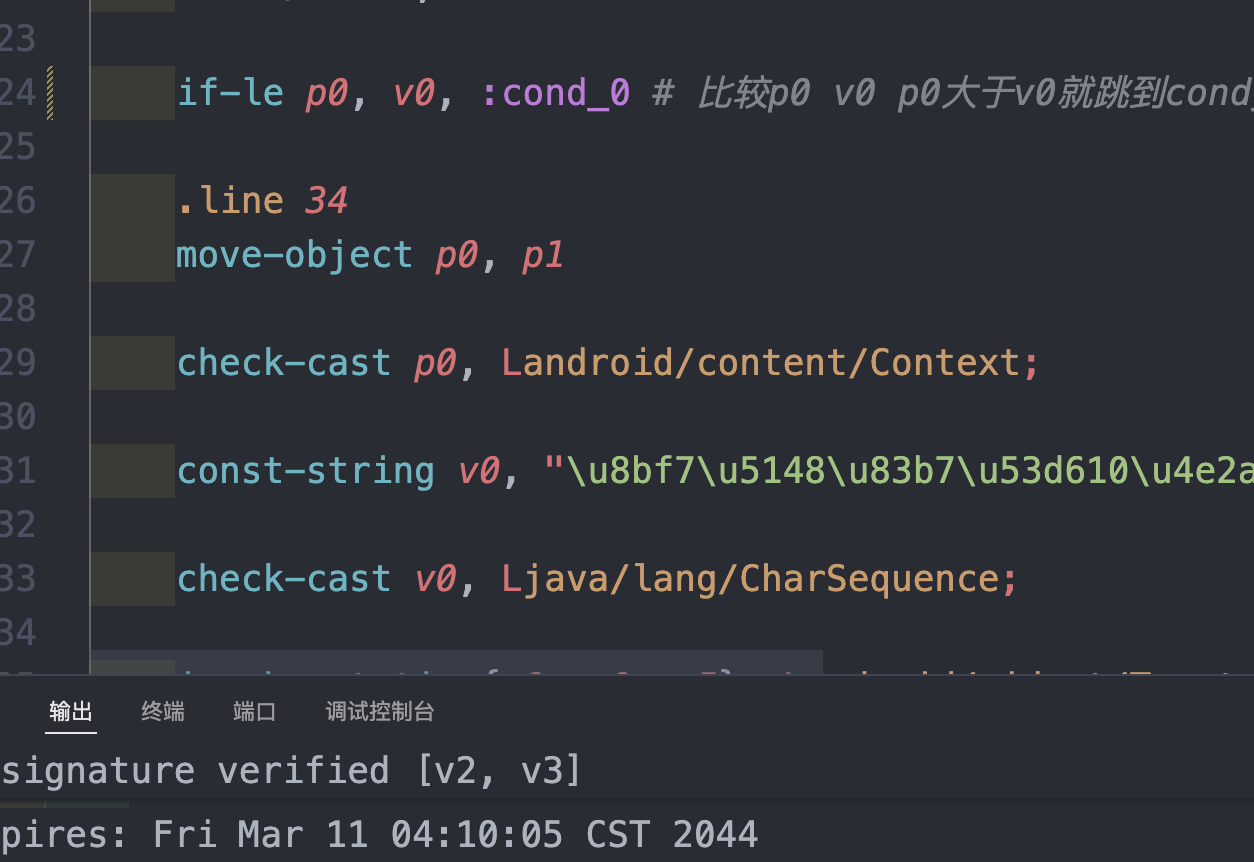 23
24 if-le p0, v0, :cond_0 # 比较p0 v0 p0大于v0就跳到cond_
25
26 .line 34
27 move-object p0, p1
28
29 check-cast p0, Landroid/content/Context;
30
31 const-string v0, "\u8bf7\u5148\u83b7\u53d610\u4e2a
32
33 check-cast v0, Ljava/lang/CharSequence;
34
输出 终端 端口 调试控制台
signature verified [v2, v3]
pires: Fri Mar 11 04:10:05 CST 2044